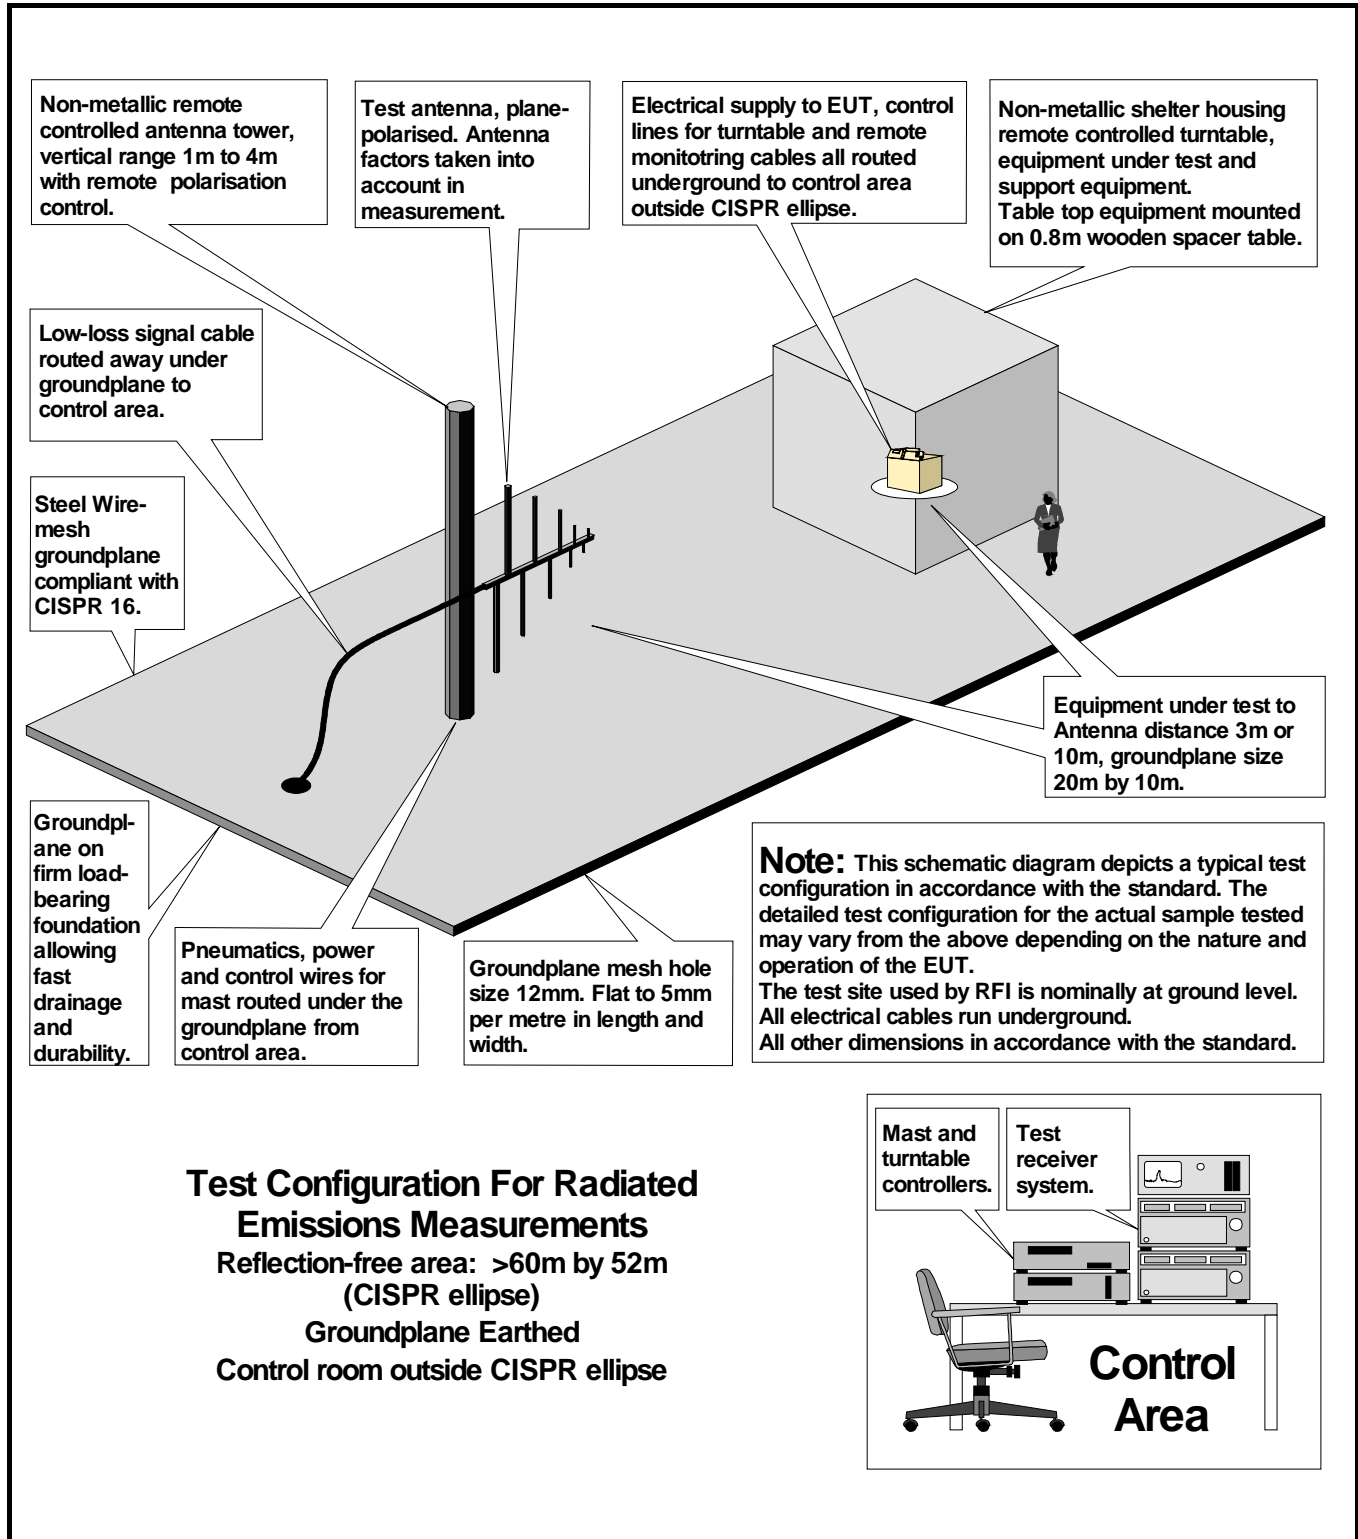 Non-metallic remote
controlled antenna tower,
vertical range 1m to 4m
with remote polarisation
control.
Test antenna, plane-
polarised. Antenna
factors taken into
account in
measurement.
Electrical supply to EUT, control
lines for turntable and remote
monitotring cables all routed
underground to control area
outside CISPR ellipse.
Non-metallic shelter housing
remote controlled turntable,
equipment under test and
support equipment.
Table top equipment mounted
on 0.8m wooden spacer table.
Low-loss signal cable
routed away under
groundplane to
control area.
Steel Wire-
mesh
groundplane
compliant with
CISPR 16.
Equipment under test to
Antenna distance 3m or
10m, groundplane size
20m by 10m.
Groundpl-
ane on
firm load-
bearing
foundation
allowing
fast
drainage
and
durability.
Pneumatics, power
and control wires for
mast routed under the
groundplane from
control area.
Groundplane mesh hole
size 12mm. Flat to 5mm
per metre in length and
width.
Note: This schematic diagram depicts a typical test
configuration in accordance with the standard. The
detailed test configuration for the actual sample tested
may vary from the above depending on the nature and
operation of the EUT.
The test site used by RFI is nominally at ground level.
All electrical cables run underground.
All other dimensions in accordance with the standard.
Test Configuration For Radiated
Emissions Measurements
Reflection-free area: >60m by 52m
(CISPR ellipse)
Groundplane Earthed
Control room outside CISPR ellipse
Mast and
turntable
controllers.
Test
receiver
system.
Control
Area